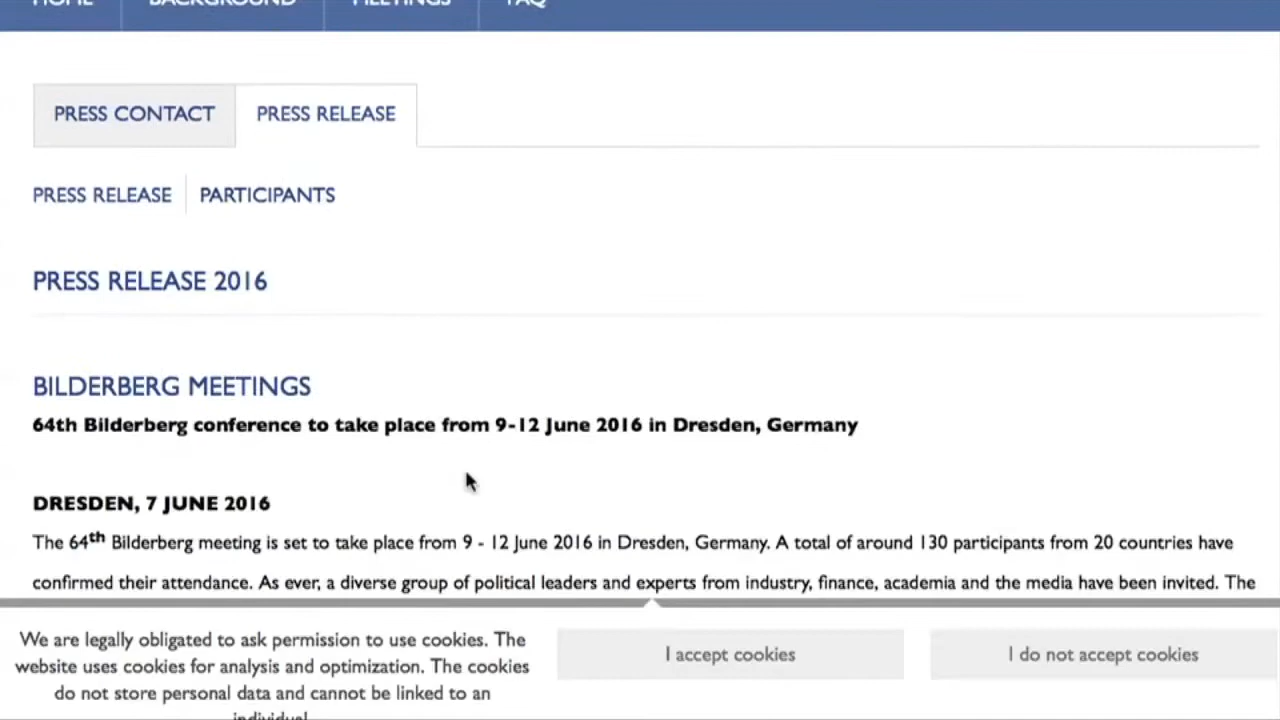 HOME BACKGROUND MEETINGS FAQ
PRESS CONTACT PRESS RELEASE
PRESS RELEASE PARTICIPANTS
PRESS RELEASE 2016
BILDERBERG MEETINGS
64th Bilderberg conference to take place from 9-12 June 2016 in Dresden, Germany
DRESDEN, 7 JUNE 2016
The 64th Bilderberg meeting is set to take place from 9 - 12 June 2016 in Dresden, Germany. A total of around 130 participants from 20 countries have
confirmed their attendance. As ever, a diverse group of political leaders and experts from industry, finance, academia and the media have been invited. The
We are legally obligated to ask permission to use cookies. The
website uses cookies for analysis and optimization. The cookies
do not store personal data and cannot be linked to an
individual.
I accept cookies
I do not accept cookies